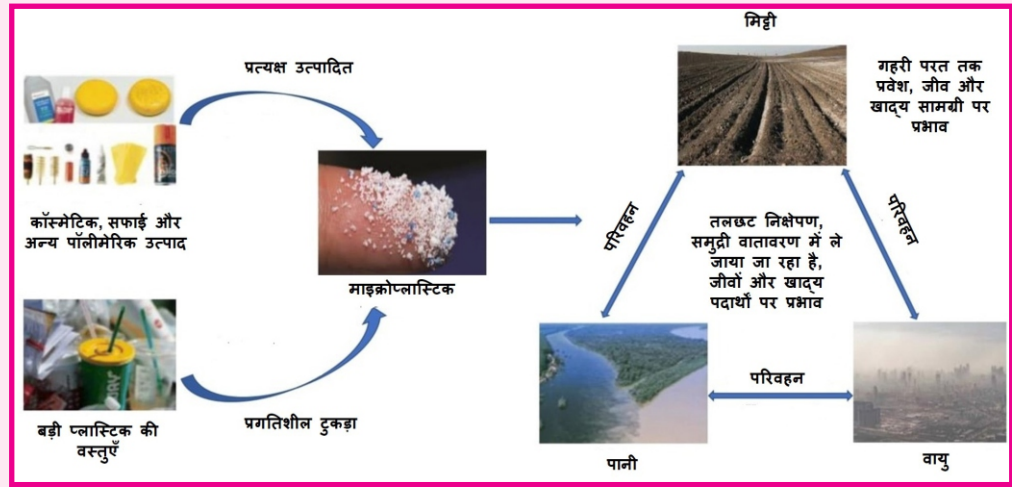 प्रत्यक्ष उत्पादित
कॉस्मेटिक, सफाई और
अन्य पॉलीमेरिक उत्पाद
माइक्रोप्लास्टिक
बड़ी प्लास्टिक की
वस्तुएँ
प्रगतिशील टुकड़ा
मिट्टी
गहरी परत तक
प्रवेश, जीव और
खाद्य सामग्री पर
प्रभाव
परिवहन
परिवहन
तलछट निक्षेपण,
समुद्री वातावरण में ले
जाया जा रहा है,
जीवों और खाद्य
पदार्थों पर प्रभाव
परिवहन
पानी
वायु